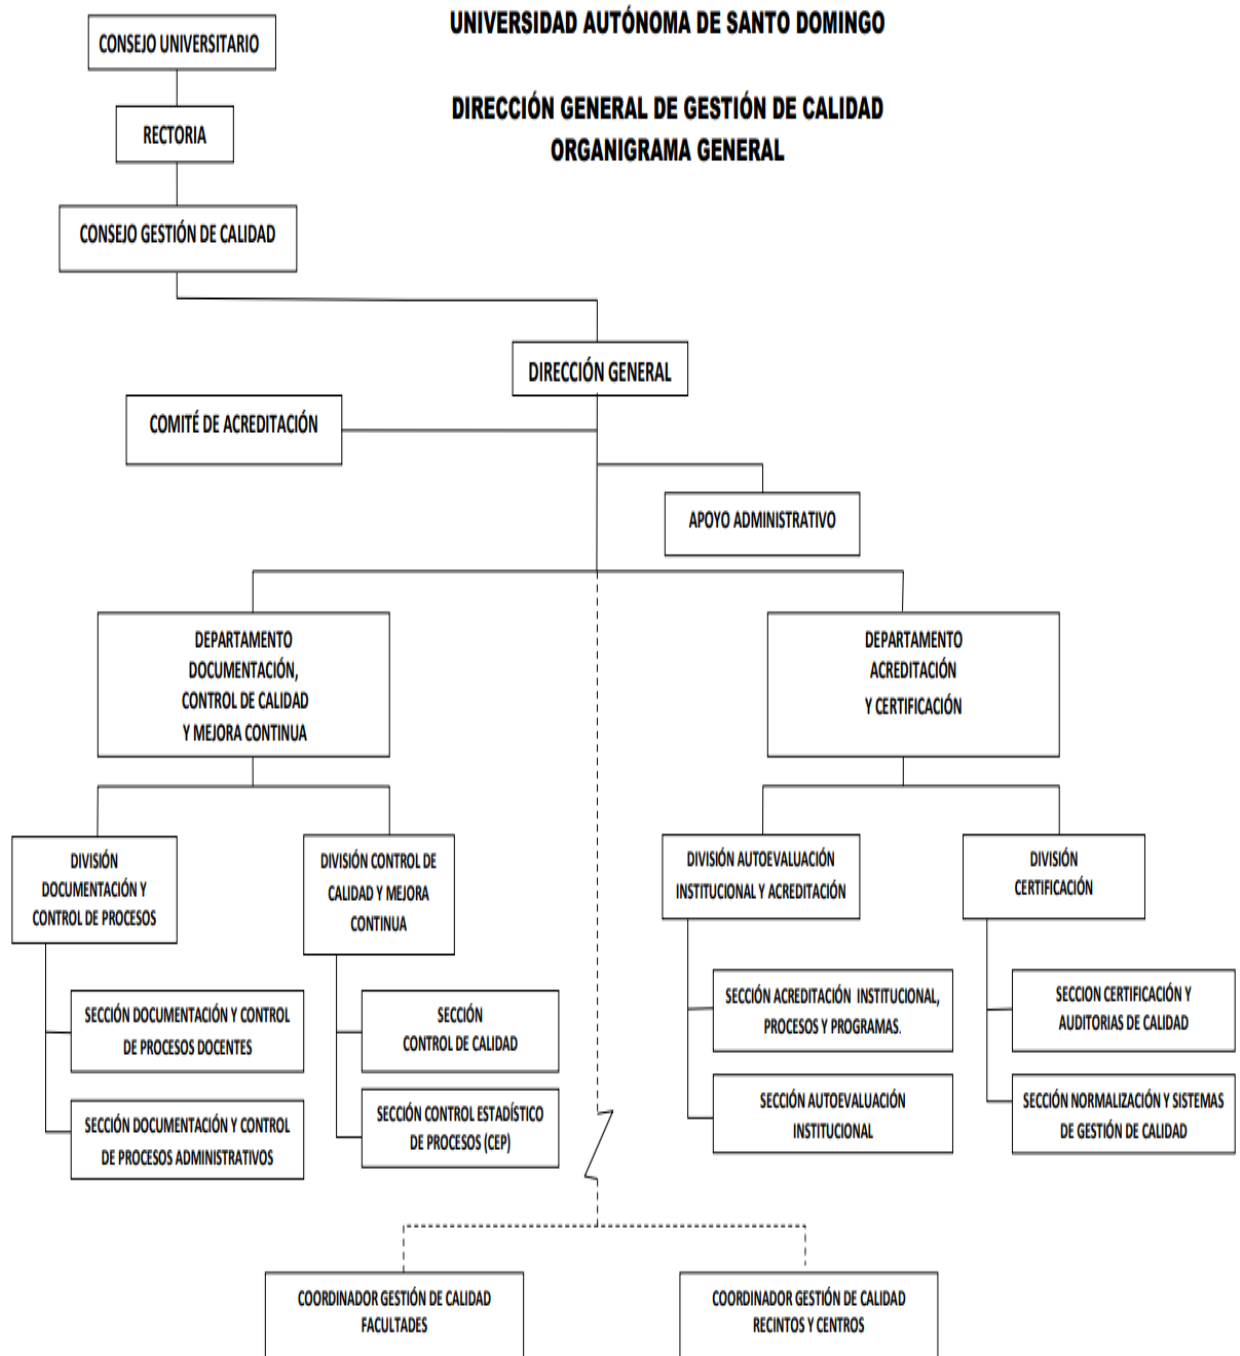 UNIVERSIDAD AUTÓNOMA DE SANTO DOMINGO
DIRECCIÓN GENERAL DE GESTIÓN DE CALIDAD
ORGANIGRAMA GENERAL
CONSEJO UNIVERSITARIO
RECTORIA
CONSEJO GESTIÓN DE CALIDAD
DIRECCIÓN GENERAL
COMITÉ DE ACREDITACIÓN
APOYO ADMINISTRATIVO
DEPARTAMENTO
DOCUMENTACIÓN,
CONTROL DE CALIDAD
Y MEJORA CONTINUA
DEPARTAMENTO
ACREDITACIÓN
Y CERTIFICACIÓN
DIVISIÓN
DOCUMENTACIÓN Y
CONTROL DE PROCESOS
DIVISIÓN CONTROL DE
CALIDAD Y MEJORA
CONTINUA
DIVISIÓN AUTOEVALUACIÓN
INSTITUCIONAL Y ACREDITACIÓN
DIVISIÓN
CERTIFICACIÓN
SECCIÓN DOCUMENTACIÓN Y CONTROL
DE PROCESOS DOCENTES
SECCIÓN
CONTROL DE CALIDAD
SECCIÓN ACREDITACIÓN INSTITUCIONAL,
PROCESOS Y PROGRAMAS.
SECCION CERTIFICACIÓN Y
AUDITORIAS DE CALIDAD
SECCIÓN DOCUMENTACIÓN Y CONTROL
DE PROCESOS ADMINISTRATIVOS
SECCIÓN CONTROL ESTADÍSTICO
DE PROCESOS (CEP)
SECCIÓN AUTOEVALUACIÓN
INSTITUCIONAL
SECCIÓN NORMALIZACIÓN Y SISTEMAS
DE GESTIÓN DE CALIDAD
COORDINADOR GESTIÓN DE CALIDAD
FACULTADES
COORDINADOR GESTIÓN DE CALIDAD
RECINTOS Y CENTROS